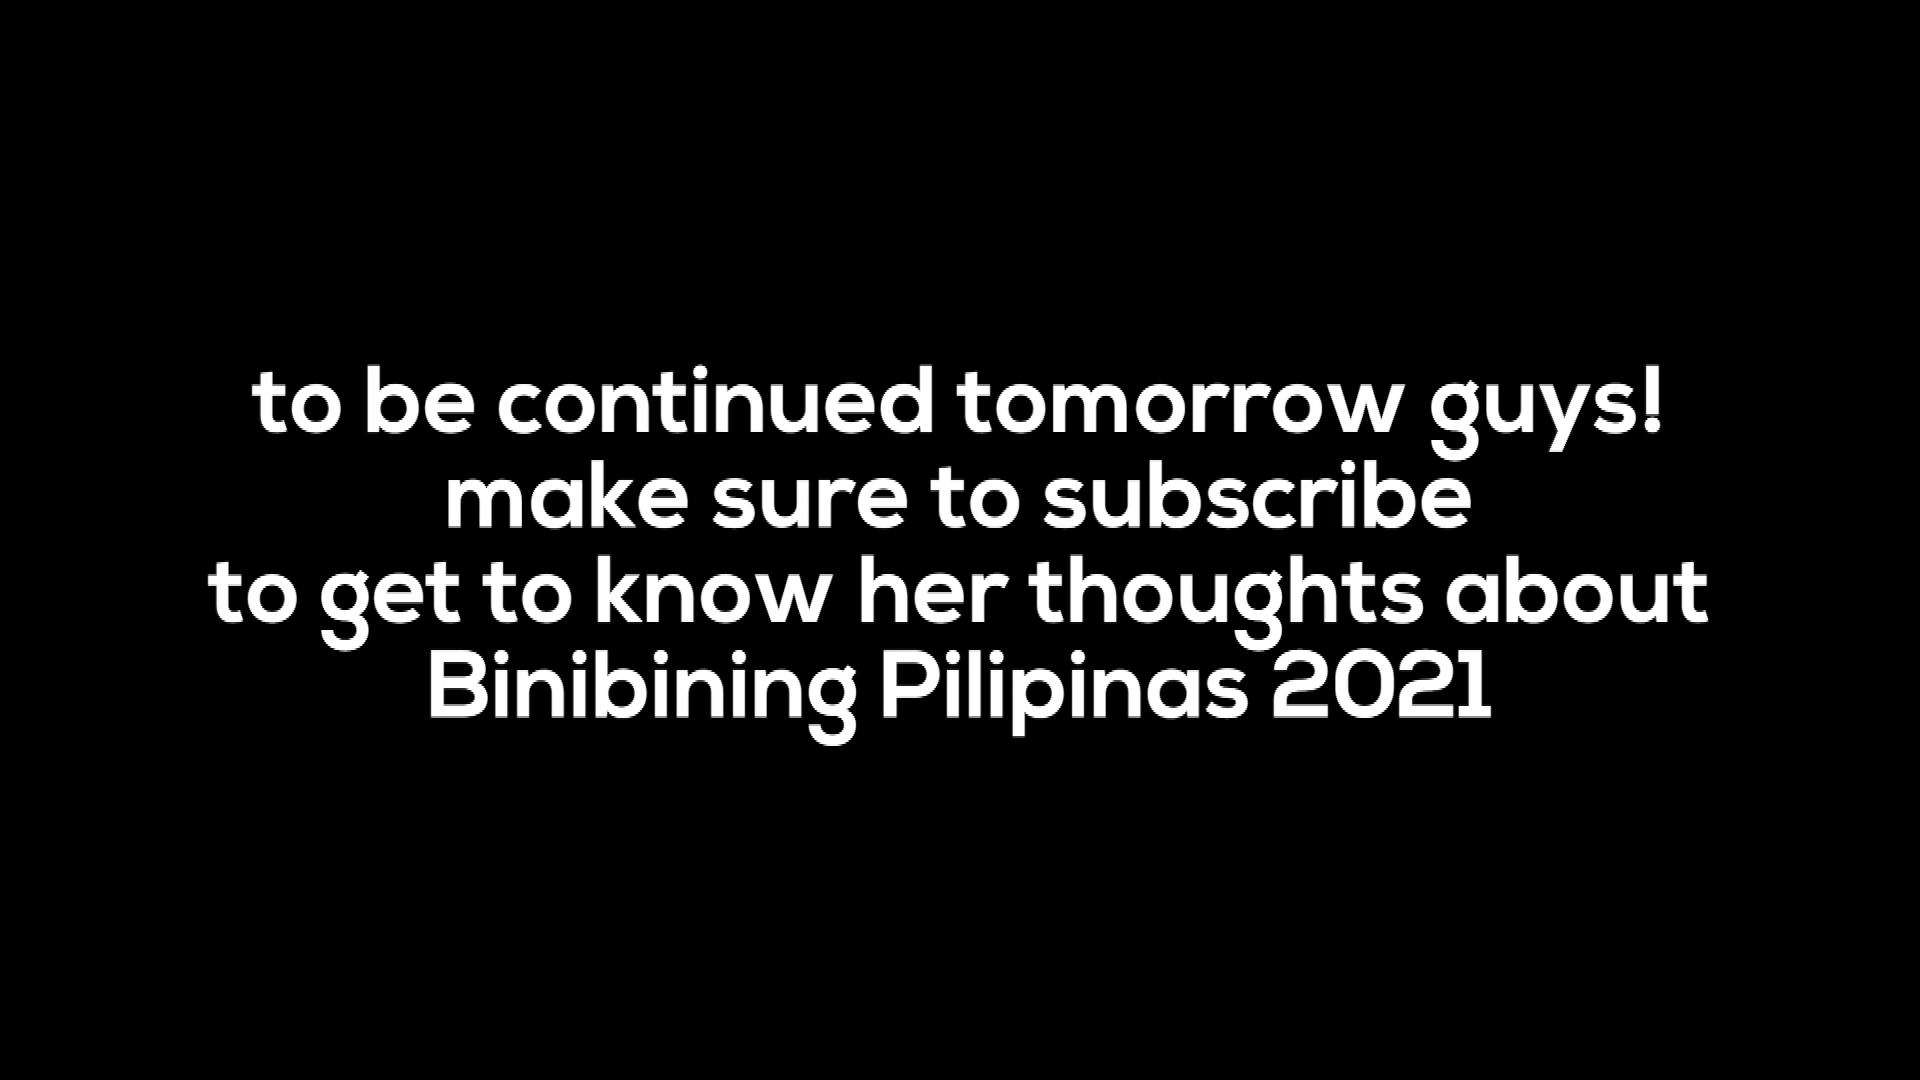 to be continued tomorrow guys!
make sure to subscribe
to get to know her thoughts about
Binibining Pilipinas 2021